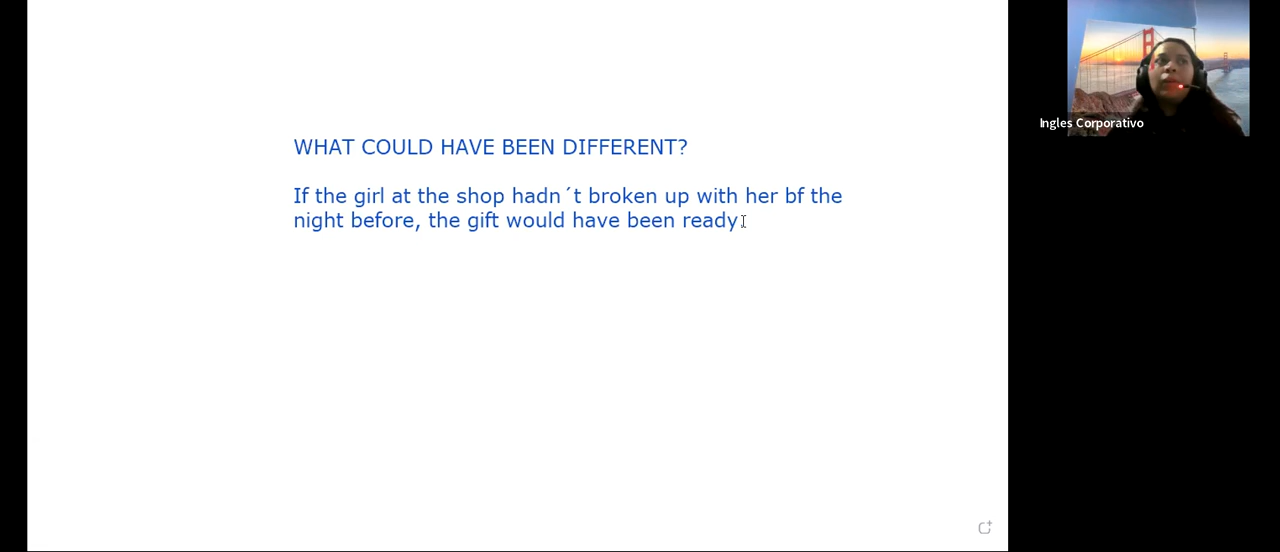 WHAT COULD HAVE BEEN DIFFERENT?
If the girl at the shop hadn´t broken up with her bf the
night before, the gift would have been ready
Ingles Corporativo